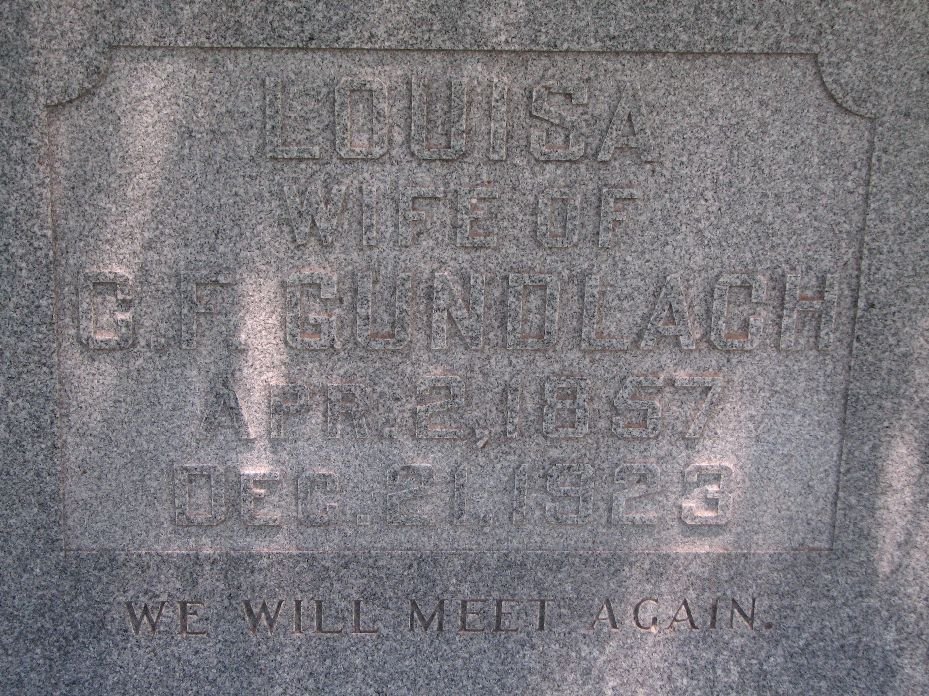 LOUISA
WIFE OF
C. F. GUNDLACH
APR. 2, 1857
DEC. 21, 1923
WE WILL MEET AGAIN.